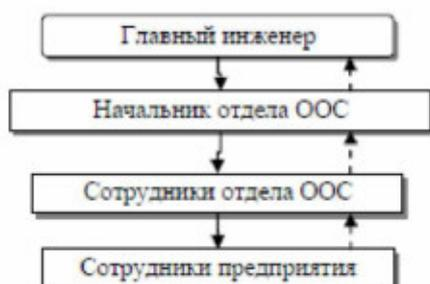 Главный инженер
Начальник отдела ООС
Сотрудники отдела ООС
Сотрудники предприятия